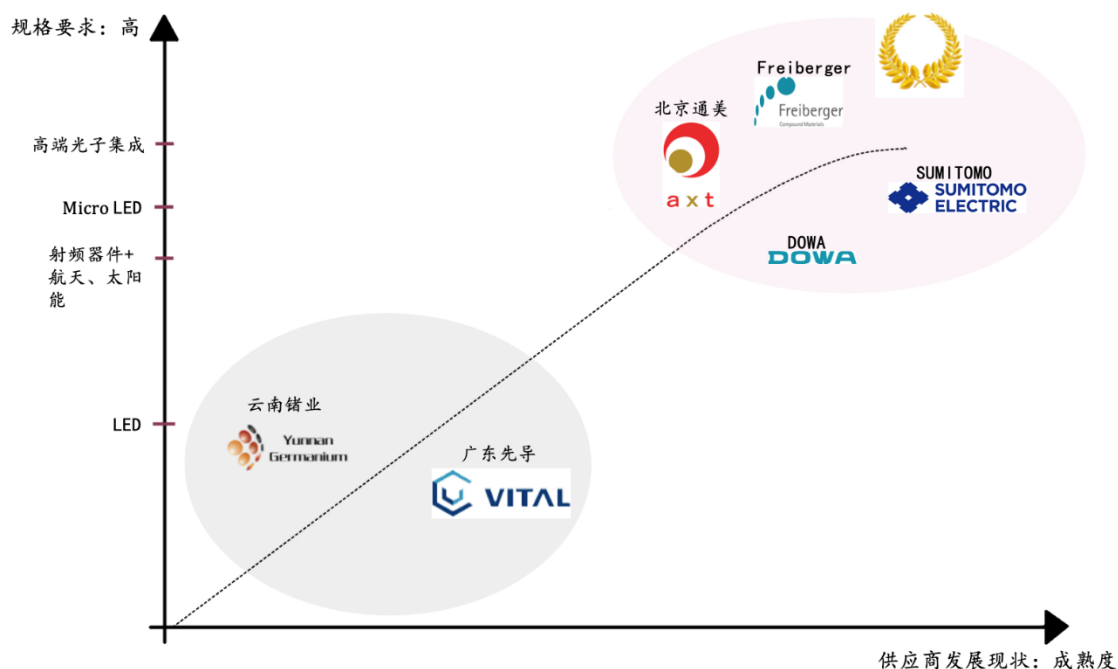 规格要求：高
Freiberger
Freiberger
Compound Materials
北京通美
axt
高端光子集成
SUMITOMO
SUMITOMO
ELECTRIC
Micro LED
射频器件+
航天、太阳
能
DOWA
DOWA
云南锗业
LED
Yunnan
Germanium
广东先导
VITAL
供应商发展现状：成熟度